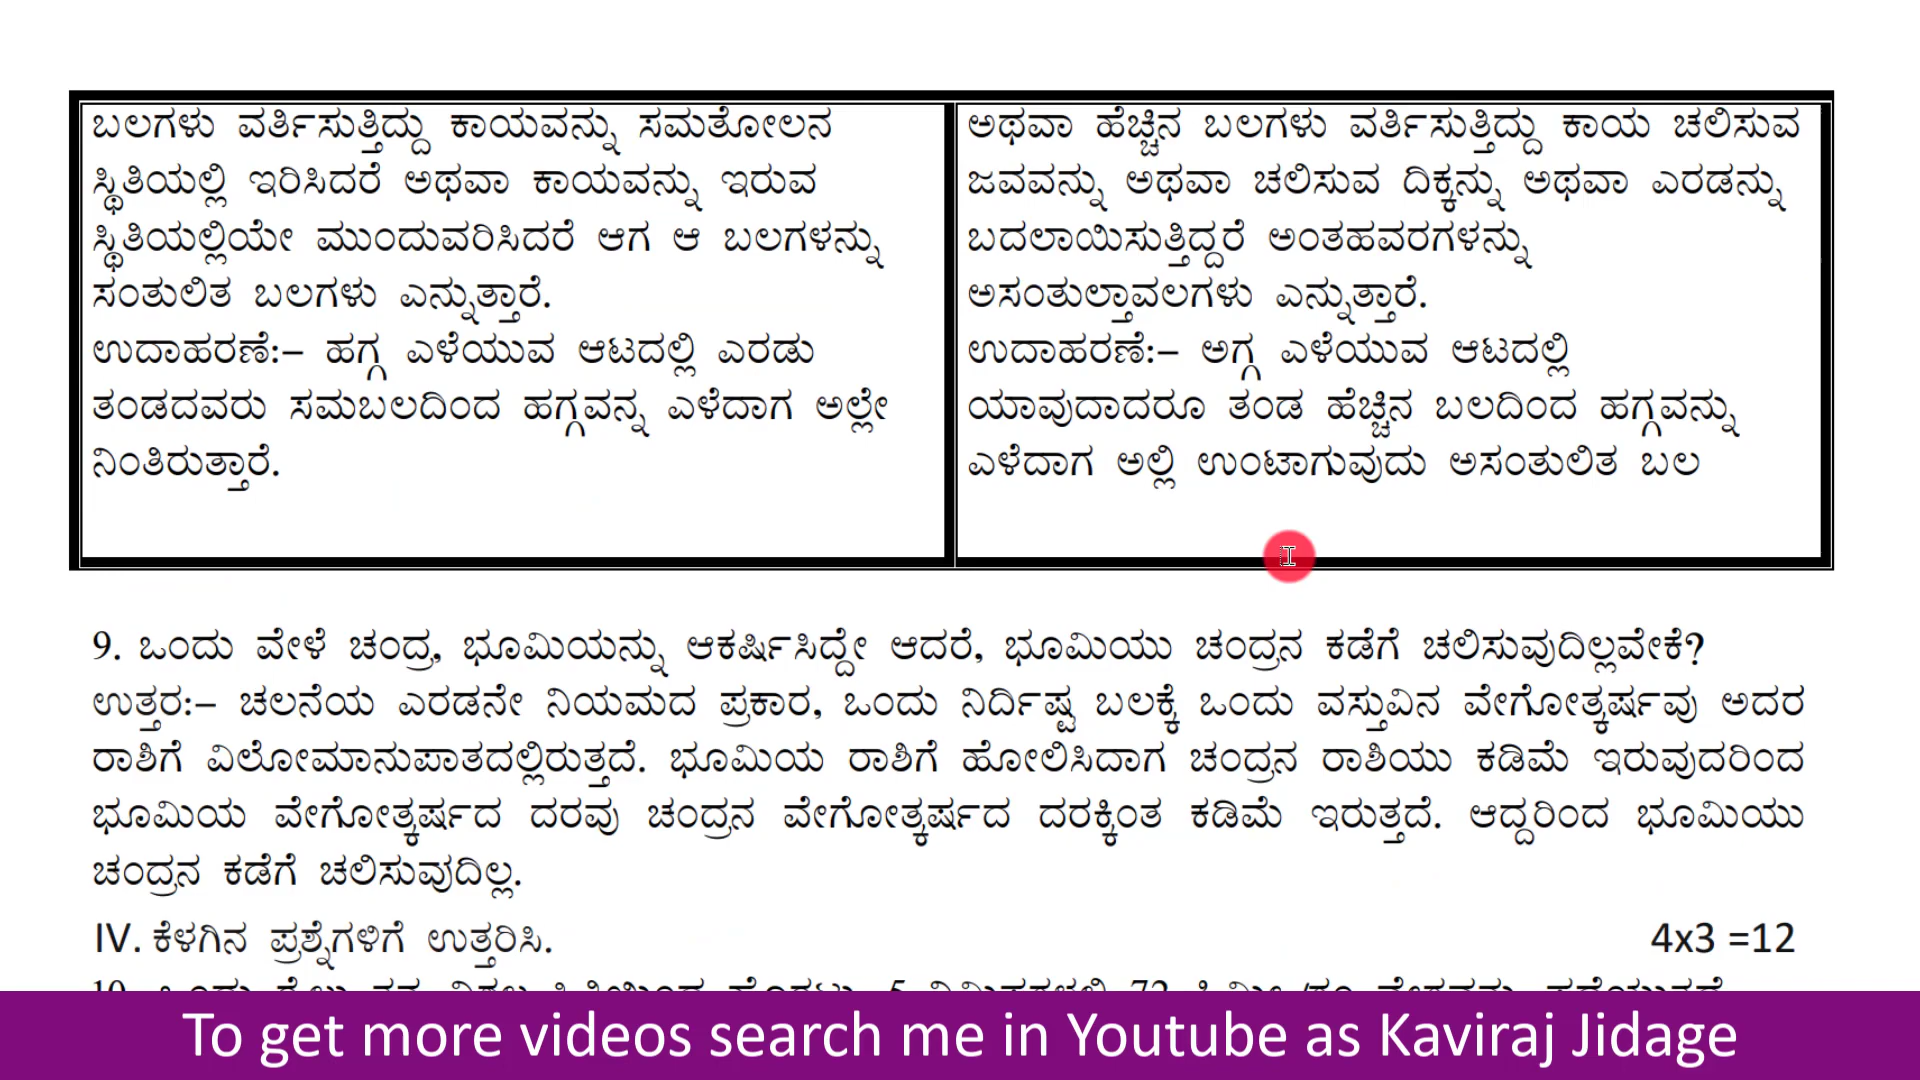 ಬಲಗಳು ವರ್ತಿಸುತ್ತಿದ್ದು ಕಾಯವನ್ನು ಸಮತೋಲನ
ಸ್ಥಿತಿಯಲ್ಲಿ ಇರಿಸಿದರೆ ಅಥವಾ ಕಾಯವನ್ನು ಇರುವ
ಸ್ಥಿತಿಯಲ್ಲಿಯೇ ಮುಂದುವರಿಸಿದರೆ ಆಗ ಆ ಬಲಗಳನ್ನು
ಸಂತುಲಿತ ಬಲಗಳು ಎನ್ನುತ್ತಾರೆ.
ಉದಾಹರಣೆ:– ಹಗ್ಗ ಎಳೆಯುವ ಆಟದಲ್ಲಿ ಎರಡು
ತಂಡದವರು ಸಮಬಲದಿಂದ ಹಗ್ಗವನ್ನ ಎಳೆದಾಗ ಅಲ್ಲೇ
ನಿಂತಿರುತ್ತಾರೆ.
ಅಥವಾ ಹೆಚ್ಚಿನ ಬಲಗಳು ವರ್ತಿಸುತ್ತಿದ್ದು ಕಾಯ ಚಲಿಸುವ
ಜವವನ್ನು ಅಥವಾ ಚಲಿಸುವ ದಿಕ್ಕನ್ನು ಅಥವಾ ಎರಡನ್ನು
ಬದಲಾಯಿಸುತ್ತಿದ್ದರೆ ಅಂತಹವರಗಳನ್ನು
ಅಸಂತುಲ್ತಾವಲಗಳು ಎನ್ನುತ್ತಾರೆ.
ಉದಾಹರಣೆ:– ಅಗ್ಗ ಎಳೆಯುವ ಆಟದಲ್ಲಿ
ಯಾವುದಾದರೂ ತಂಡ ಹೆಚ್ಚಿನ ಬಲದಿಂದ ಹಗ್ಗವನ್ನು
ಎಳೆದಾಗ ಅಲ್ಲಿ ಉಂಟಾಗುವುದು ಅಸಂತುಲಿತ ಬಲ
9. ಒಂದು ವೇಳೆ ಚಂದ್ರ, ಭೂಮಿಯನ್ನು ಆಕರ್ಷಿಸಿದ್ದೇ ಆದರೆ, ಭೂಮಿಯು ಚಂದ್ರನ ಕಡೆಗೆ ಚಲಿಸುವುದಿಲ್ಲವೇಕೆ?
ಉತ್ತರ:– ಚಲನೆಯ ಎರಡನೇ ನಿಯಮದ ಪ್ರಕಾರ, ಒಂದು ನಿರ್ದಿಷ್ಟ ಬಲಕ್ಕೆ ಒಂದು ವಸ್ತುವಿನ ವೇಗೋತ್ಕರ್ಷವು ಅದರ
ರಾಶಿಗೆ ವಿಲೋಮಾನುಪಾತದಲ್ಲಿರುತ್ತದೆ. ಭೂಮಿಯ ರಾಶಿಗೆ ಹೋಲಿಸಿದಾಗ ಚಂದ್ರನ ರಾಶಿಯು ಕಡಿಮೆ ಇರುವುದರಿಂದ
ಭೂಮಿಯ ವೇಗೋತ್ಕರ್ಷದ ದರವು ಚಂದ್ರನ ವೇಗೋತ್ಕರ್ಷದ ದರಕ್ಕಿಂತ ಕಡಿಮೆ ಇರುತ್ತದೆ. ಆದ್ದರಿಂದ ಭೂಮಿಯು
ಚಂದ್ರನ ಕಡೆಗೆ ಚಲಿಸುವುದಿಲ್ಲ.
IV. ಕೆಳಗಿನ ಪ್ರಶ್ನೆಗಳಿಗೆ ಉತ್ತರಿಸಿ. 4x3 =12
To get more videos search me in Youtube as Kaviraj Jidage